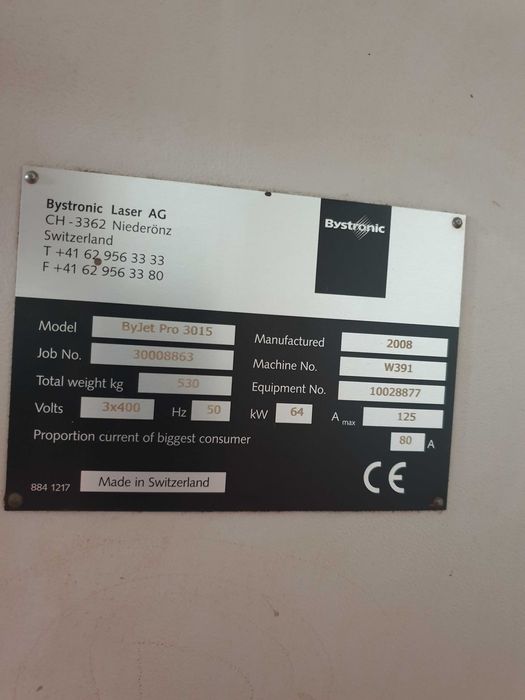 Bystronic Laser AG
CH -3362 Niederönz
Switzerland
T +41 62 956 33 33
F +41 62 956 33 80
Bystronic
Model ByJet Pro 3015
Manufactured 2008
Job No. 30008863
Machine No. W391
Total weight kg 530
Equipment No. 10028877
Volts 3x400 Hz 50 kW 64 A max 125
Proportion current of biggest consumer 80 A
884 1217 Made in Switzerland CE